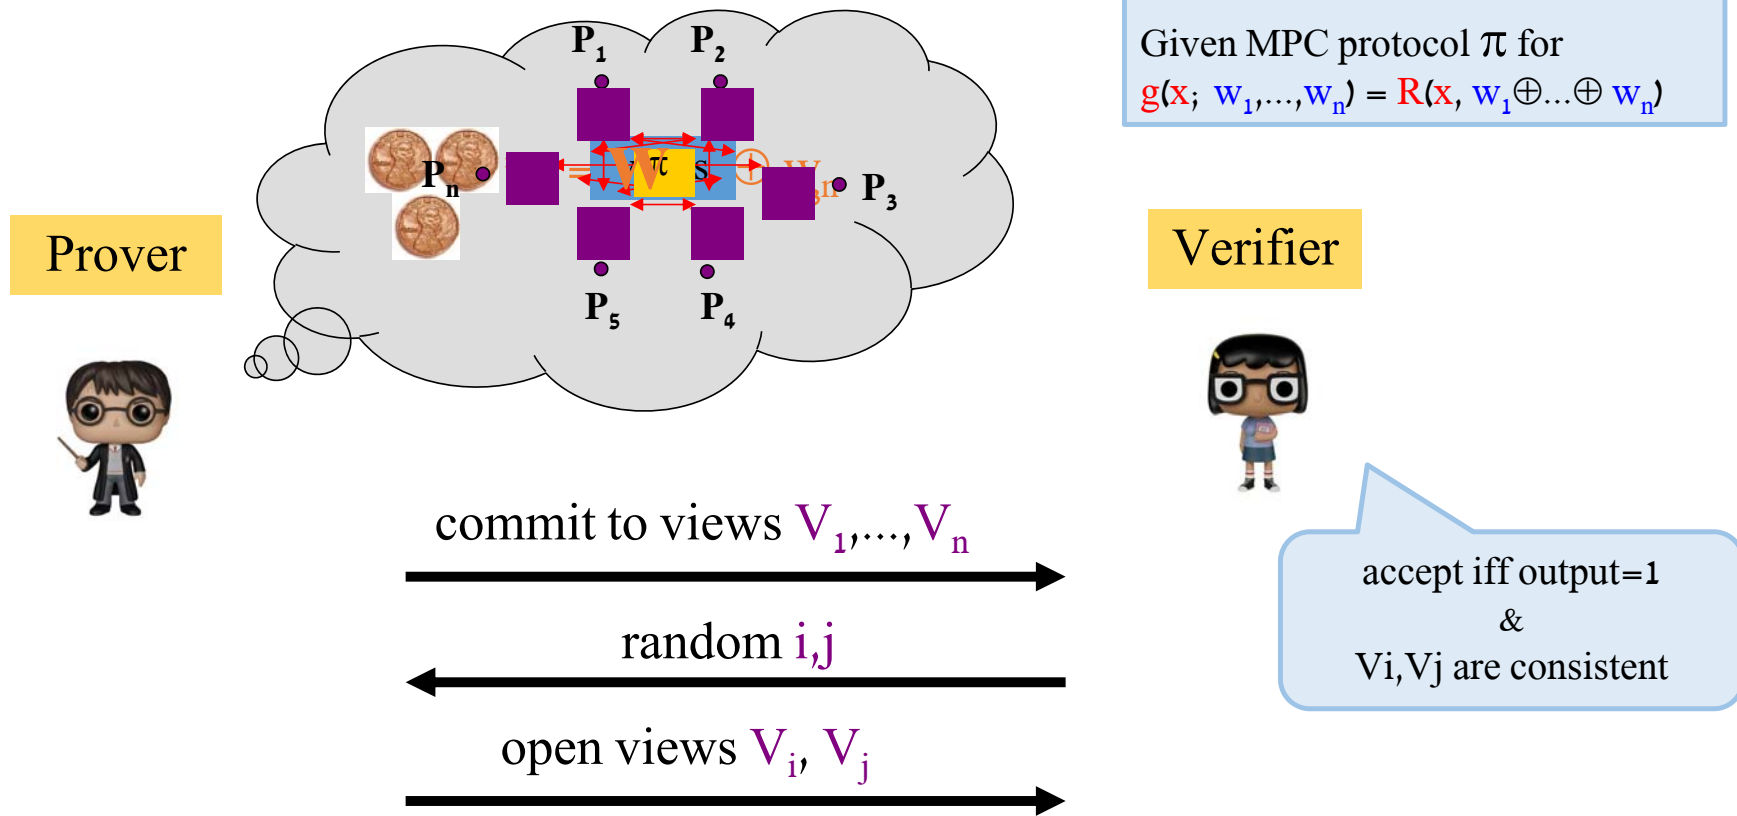 Given MPC protocol π for
g(x; w₁,...,wₙ) = R(x, w₁⊕...⊕ wₙ)
P₁
P₂
= W π s ⊕ n
Pₙ
P₃
P₅
P₄
Prover
Verifier
commit to views V₁,...,Vₙ
random i,j
open views Vᵢ, Vⱼ
accept iff output=1
&
Vi,Vj are consistent